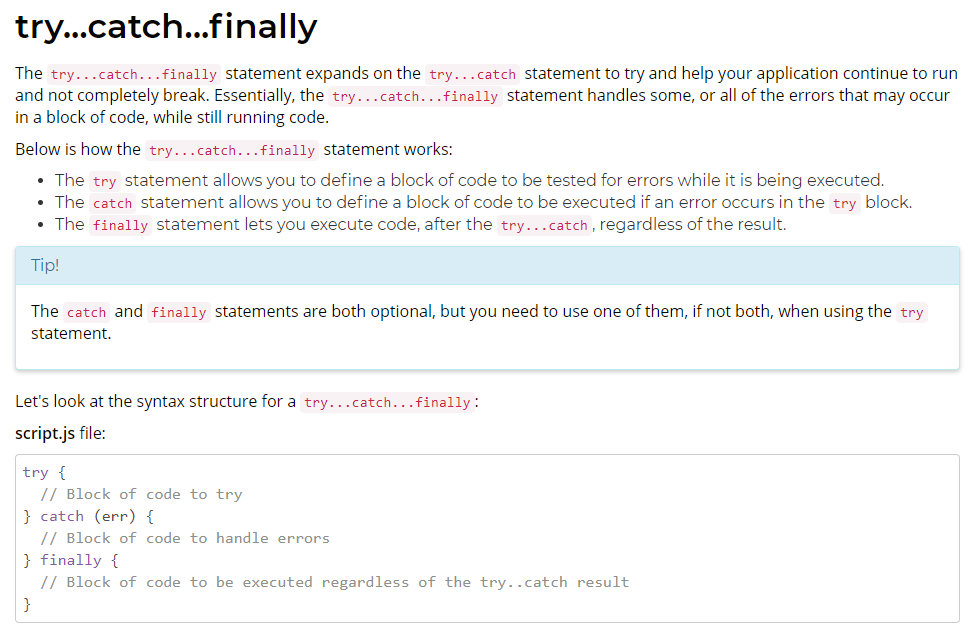 try...catch...finally
The try...catch...finally statement expands on the try...catch statement to try and help your application continue to run
and not completely break. Essentially, the try...catch...finally statement handles some, or all of the errors that may occur
in a block of code, while still running code.
Below is how the try...catch...finally statement works:
• The try statement allows you to define a block of code to be tested for errors while it is being executed.
• The catch statement allows you to define a block of code to be executed if an error occurs in the try block.
• The finally statement lets you execute code, after the try...catch, regardless of the result.
Tip!
The catch and finally statements are both optional, but you need to use one of them, if not both, when using the try
statement.
Let's look at the syntax structure for a try...catch...finally:
script.js file:
try {
  // Block of code to try
} catch (err) {
  // Block of code to handle errors
} finally {
  // Block of code to be executed regardless of the try..catch result
}